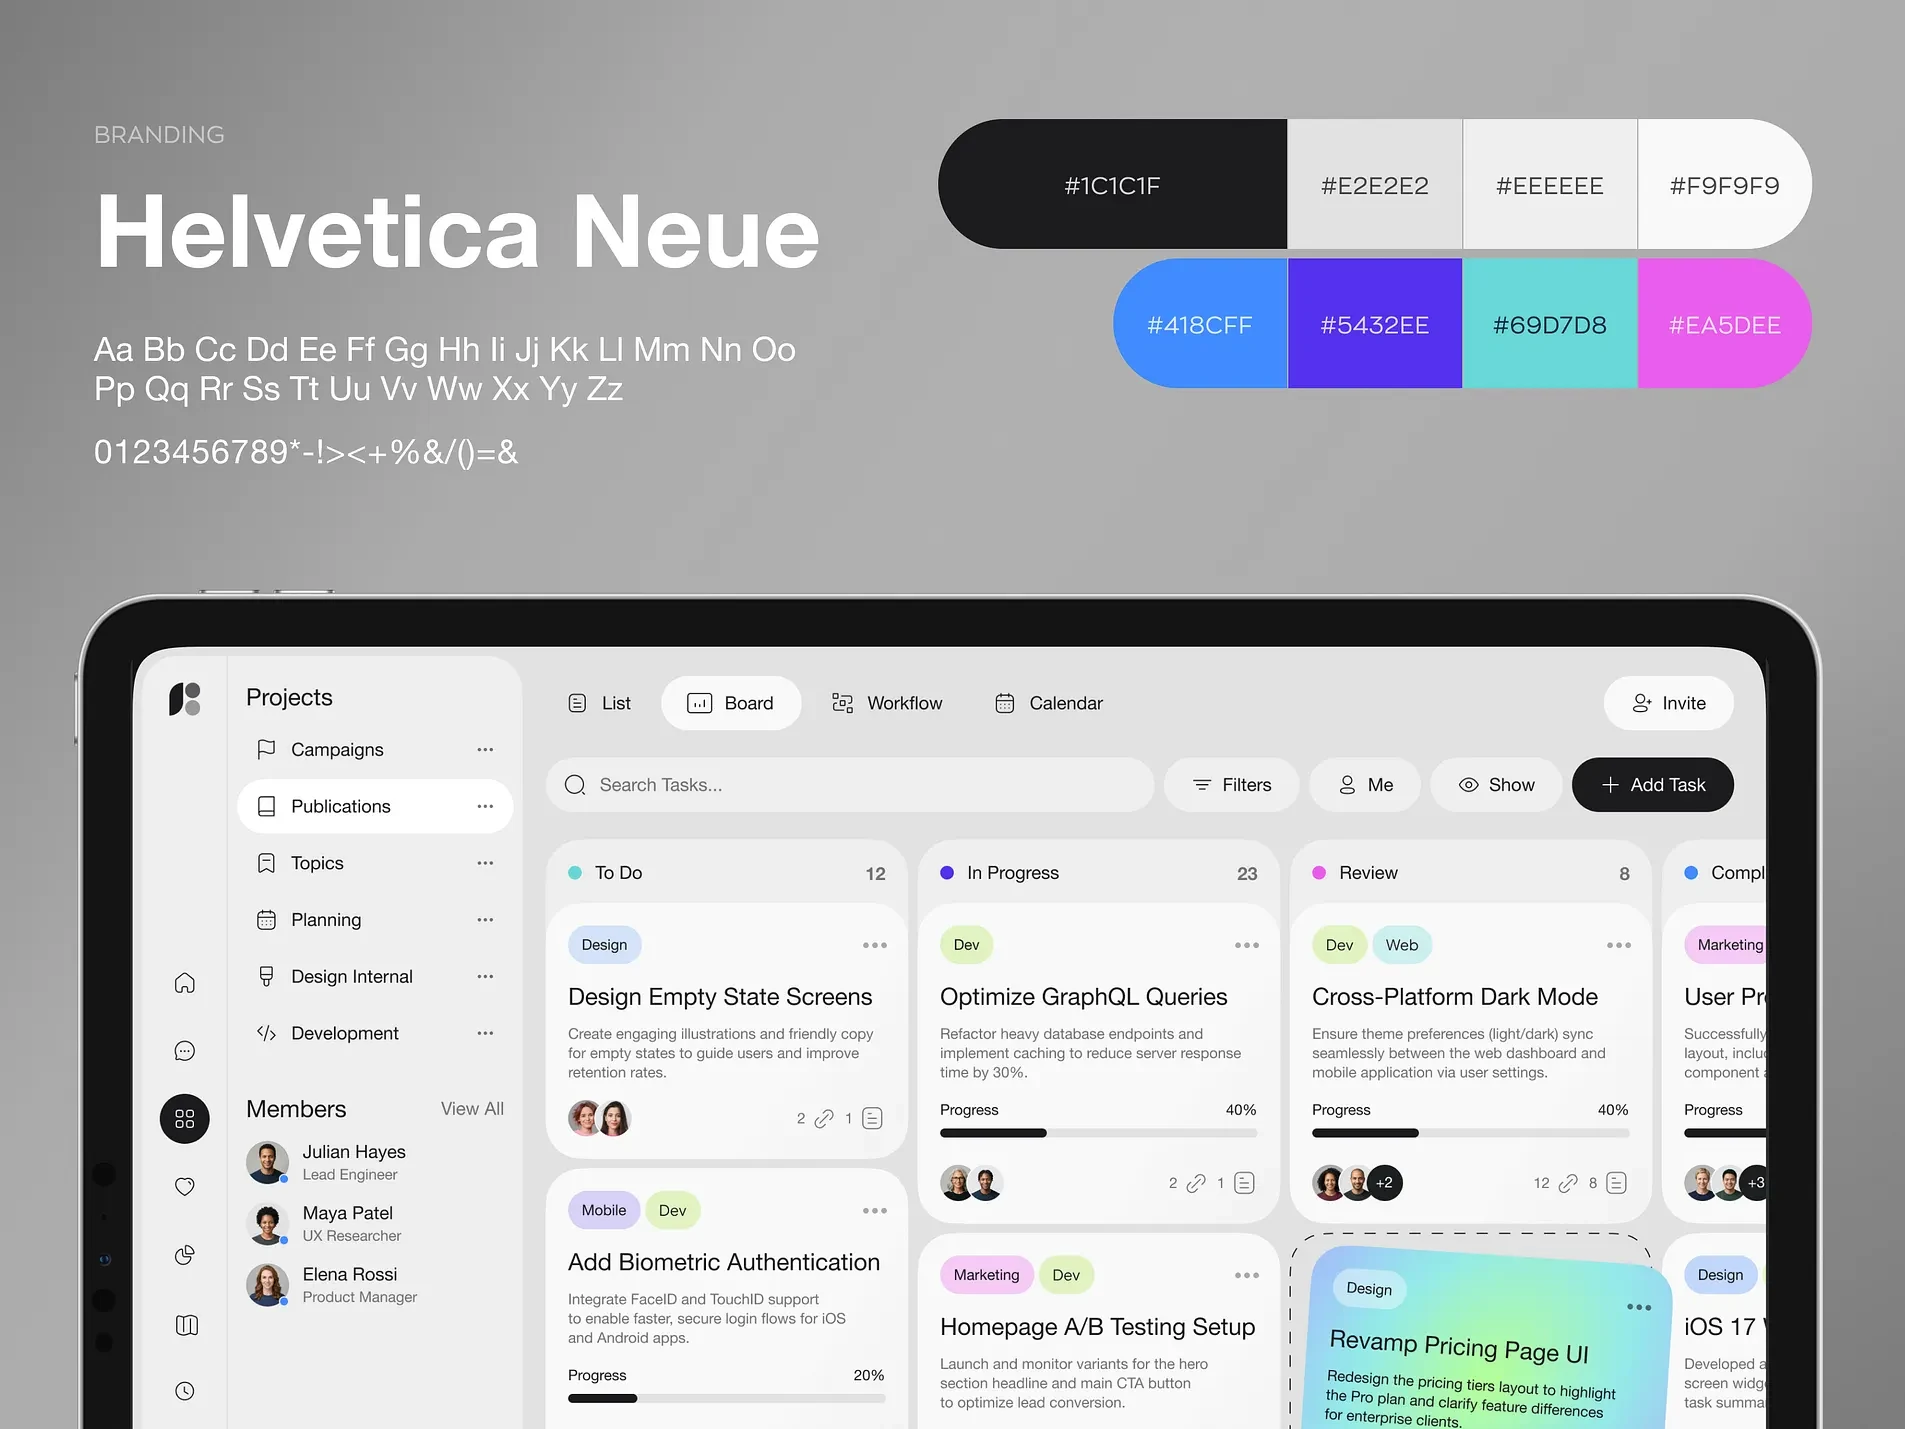 BRANDING
Helvetica Neue
Aa Bb Cc Dd Ee Ff Gg Hh Ii Jj Kk Ll Mm Nn Oo
Pp Qq Rr Ss Tt Uu Vv Ww Xx Yy Zz
0123456789*-!><+%&/()=&
#1C1C1F
#E2E2E2
#EEEEEE
#F9F9F9
#418CFF
#5432EE
#69D7D8
#EA5DEE
Projects
Campaigns
Publications
Topics
Planning
Design Internal
Development
Members
View All
Julian Hayes
Lead Engineer
Maya Patel
UX Researcher
Elena Rossi
Product Manager
List
Board
Workflow
Calendar
Invite
Search Tasks...
Filters
Me
Show
Add Task
To Do
12
Design
Design Empty State Screens
Create engaging illustrations and friendly copy
for empty states to guide users and improve
retention rates.
2
1
Mobile
Dev
Add Biometric Authentication
Integrate FaceID and TouchID support
to enable faster, secure login flows for iOS
and Android apps.
Progress
20%
In Progress
23
Dev
Optimize GraphQL Queries
Refactor heavy database endpoints and
implement caching to reduce server response
time by 30%.
Progress
40%
2
1
Marketing
Dev
Homepage A/B Testing Setup
Launch and monitor variants for the hero
section headline and main CTA button
to optimize lead conversion.
Review
8
Dev
Web
Cross-Platform Dark Mode
Ensure theme preferences (light/dark) sync
seamlessly between the web dashboard and
mobile application via user settings.
Progress
40%
+2
12
8
Design
Revamp Pricing Page UI
Redesign the pricing tiers layout to highlight
the Pro plan and clarify feature differences
for enterprise clients.
Compl
Marketing
User Pr
Successfully
layout, inclu
component
Progress
+3
Design
iOS 17
Developed a
screen widg
task summa